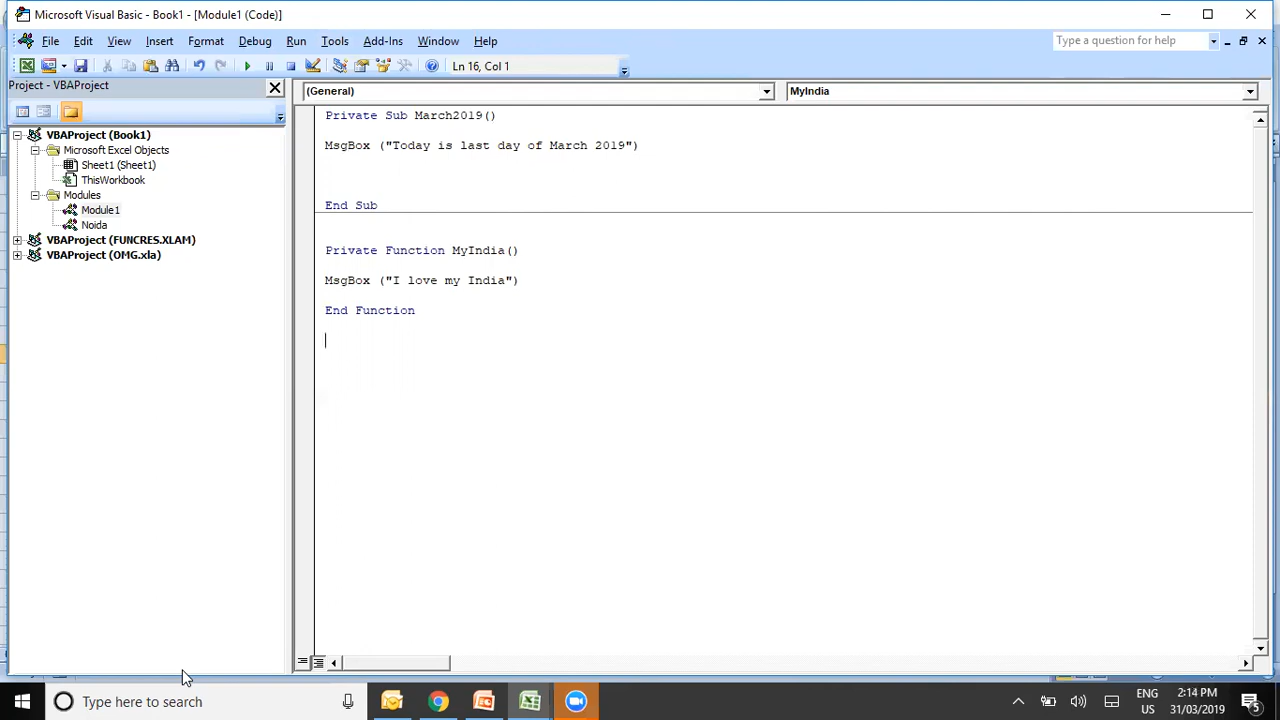 Microsoft Visual Basic - Book1 - [Module1 (Code)]
File Edit View Insert Format Debug Run Tools Add-Ins Window Help
Type a question for help
Ln 16, Col 1
Project - VBAProject
(General)
MyIndia
VBAProject (Book1)
Microsoft Excel Objects
Sheet1 (Sheet1)
ThisWorkbook
Modules
Module1
Noida
VBAProject (FUNCRES.XLAM)
VBAProject (OMG.xla)
Private Sub March2019()
MsgBox ("Today is last day of March 2019")
End Sub
Private Function MyIndia()
MsgBox ("I love my India")
End Function
Type here to search
ENG
US
2:14 PM
31/03/2019
5